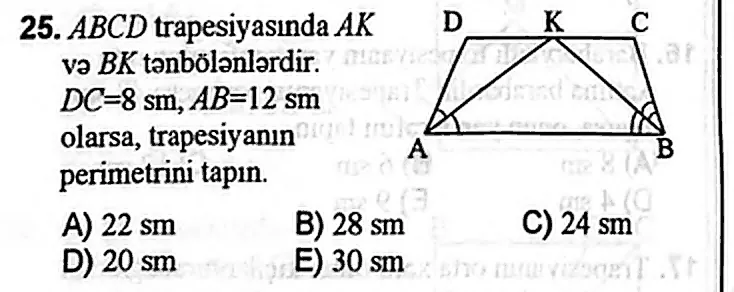 25. ABCD trapesiyasında AK
və BK tənbölənlərdir.
DC=8 sm, AB=12 sm
olarsa, trapesiyanın
perimetrini tapın.
D K C
A B
A) 22 sm B) 28 sm C) 24 sm
D) 20 sm E) 30 sm